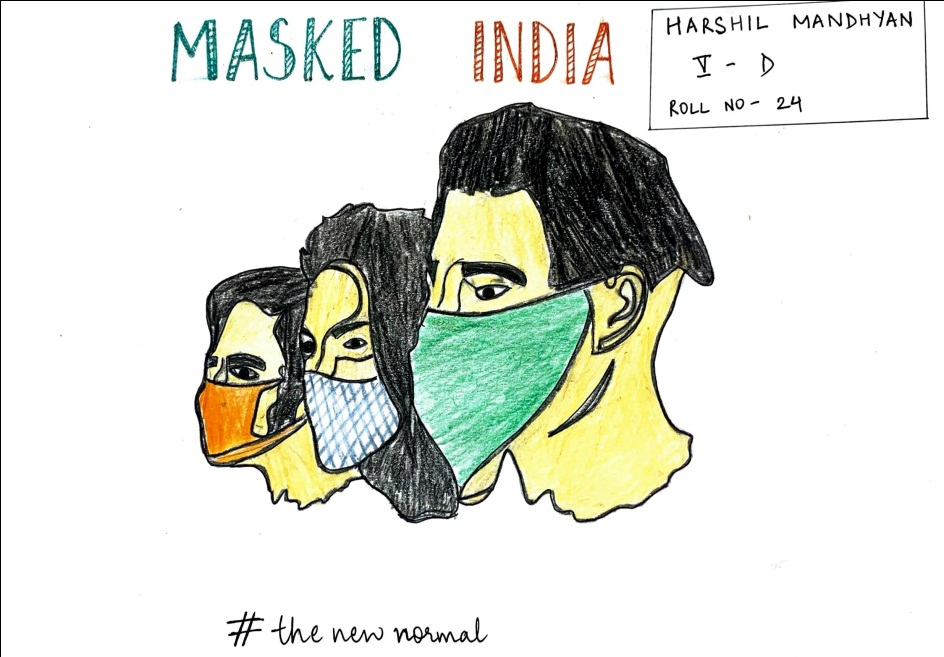 MASKED INDIA
HARSHIL MANDHYAN
V - D
ROLL NO - 24
# the new normal